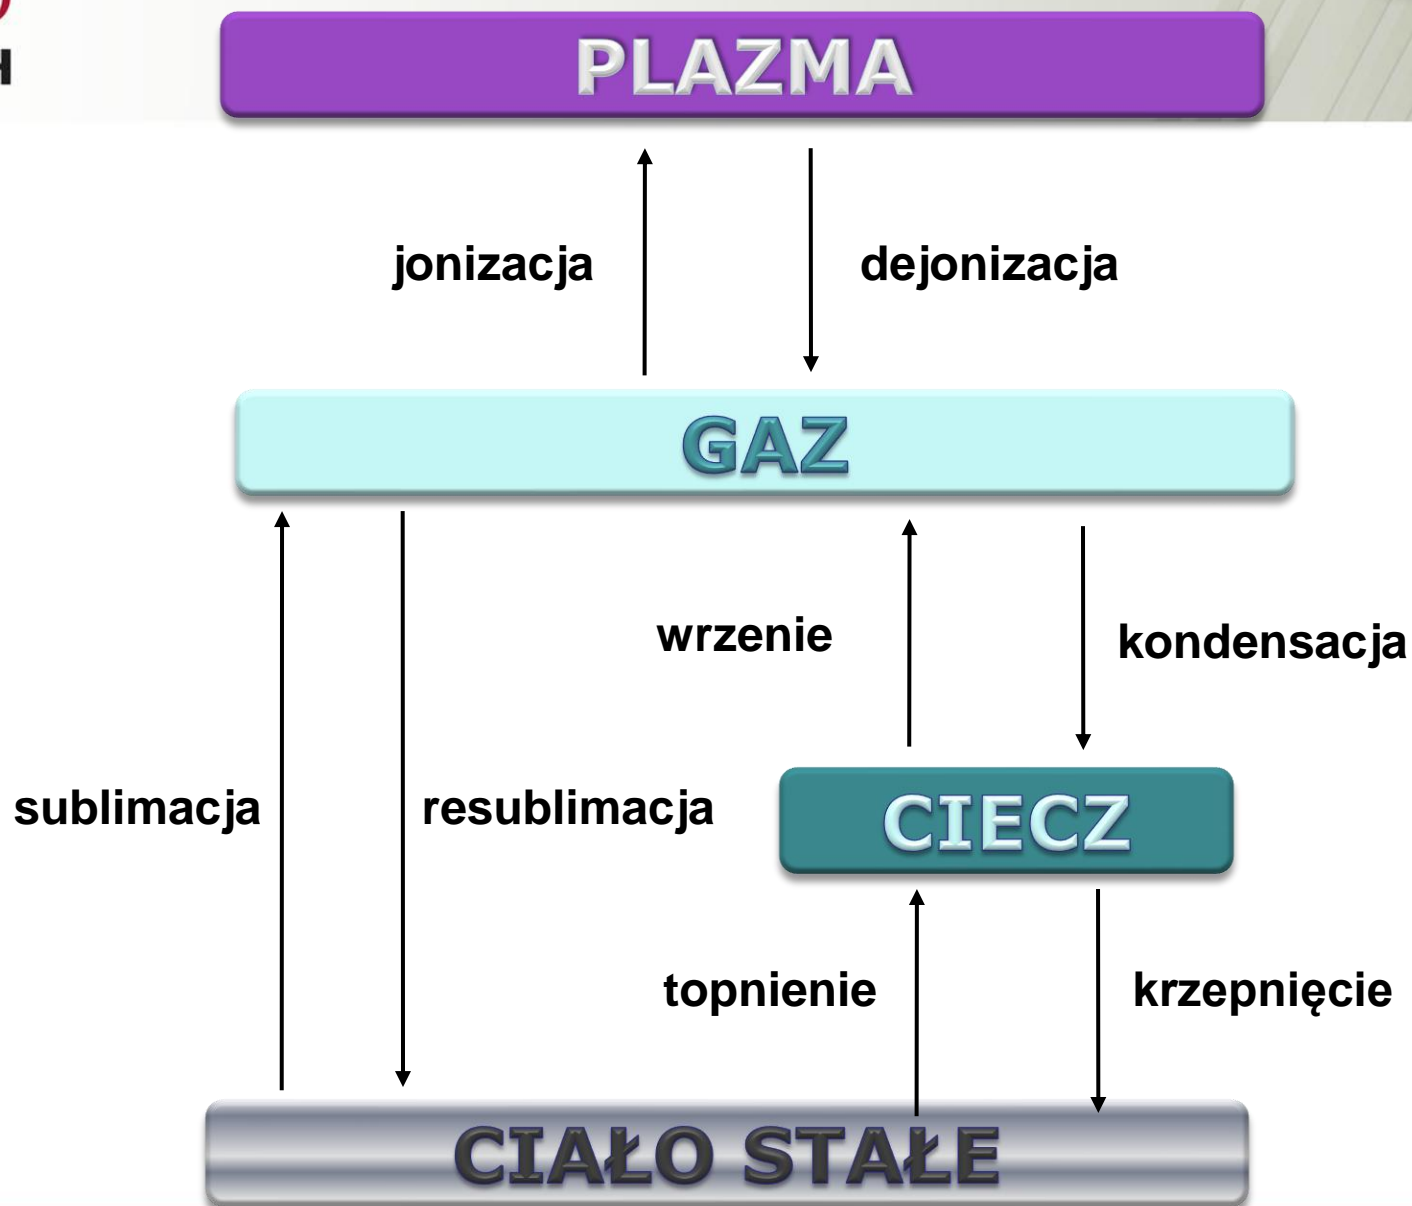 PLAZMA
jonizacja
dejonizacja
GAZ
wrzenie
kondensacja
sublimacja
resublimacja
CIECZ
topnienie
krzepnięcie
CIAŁO STAŁE